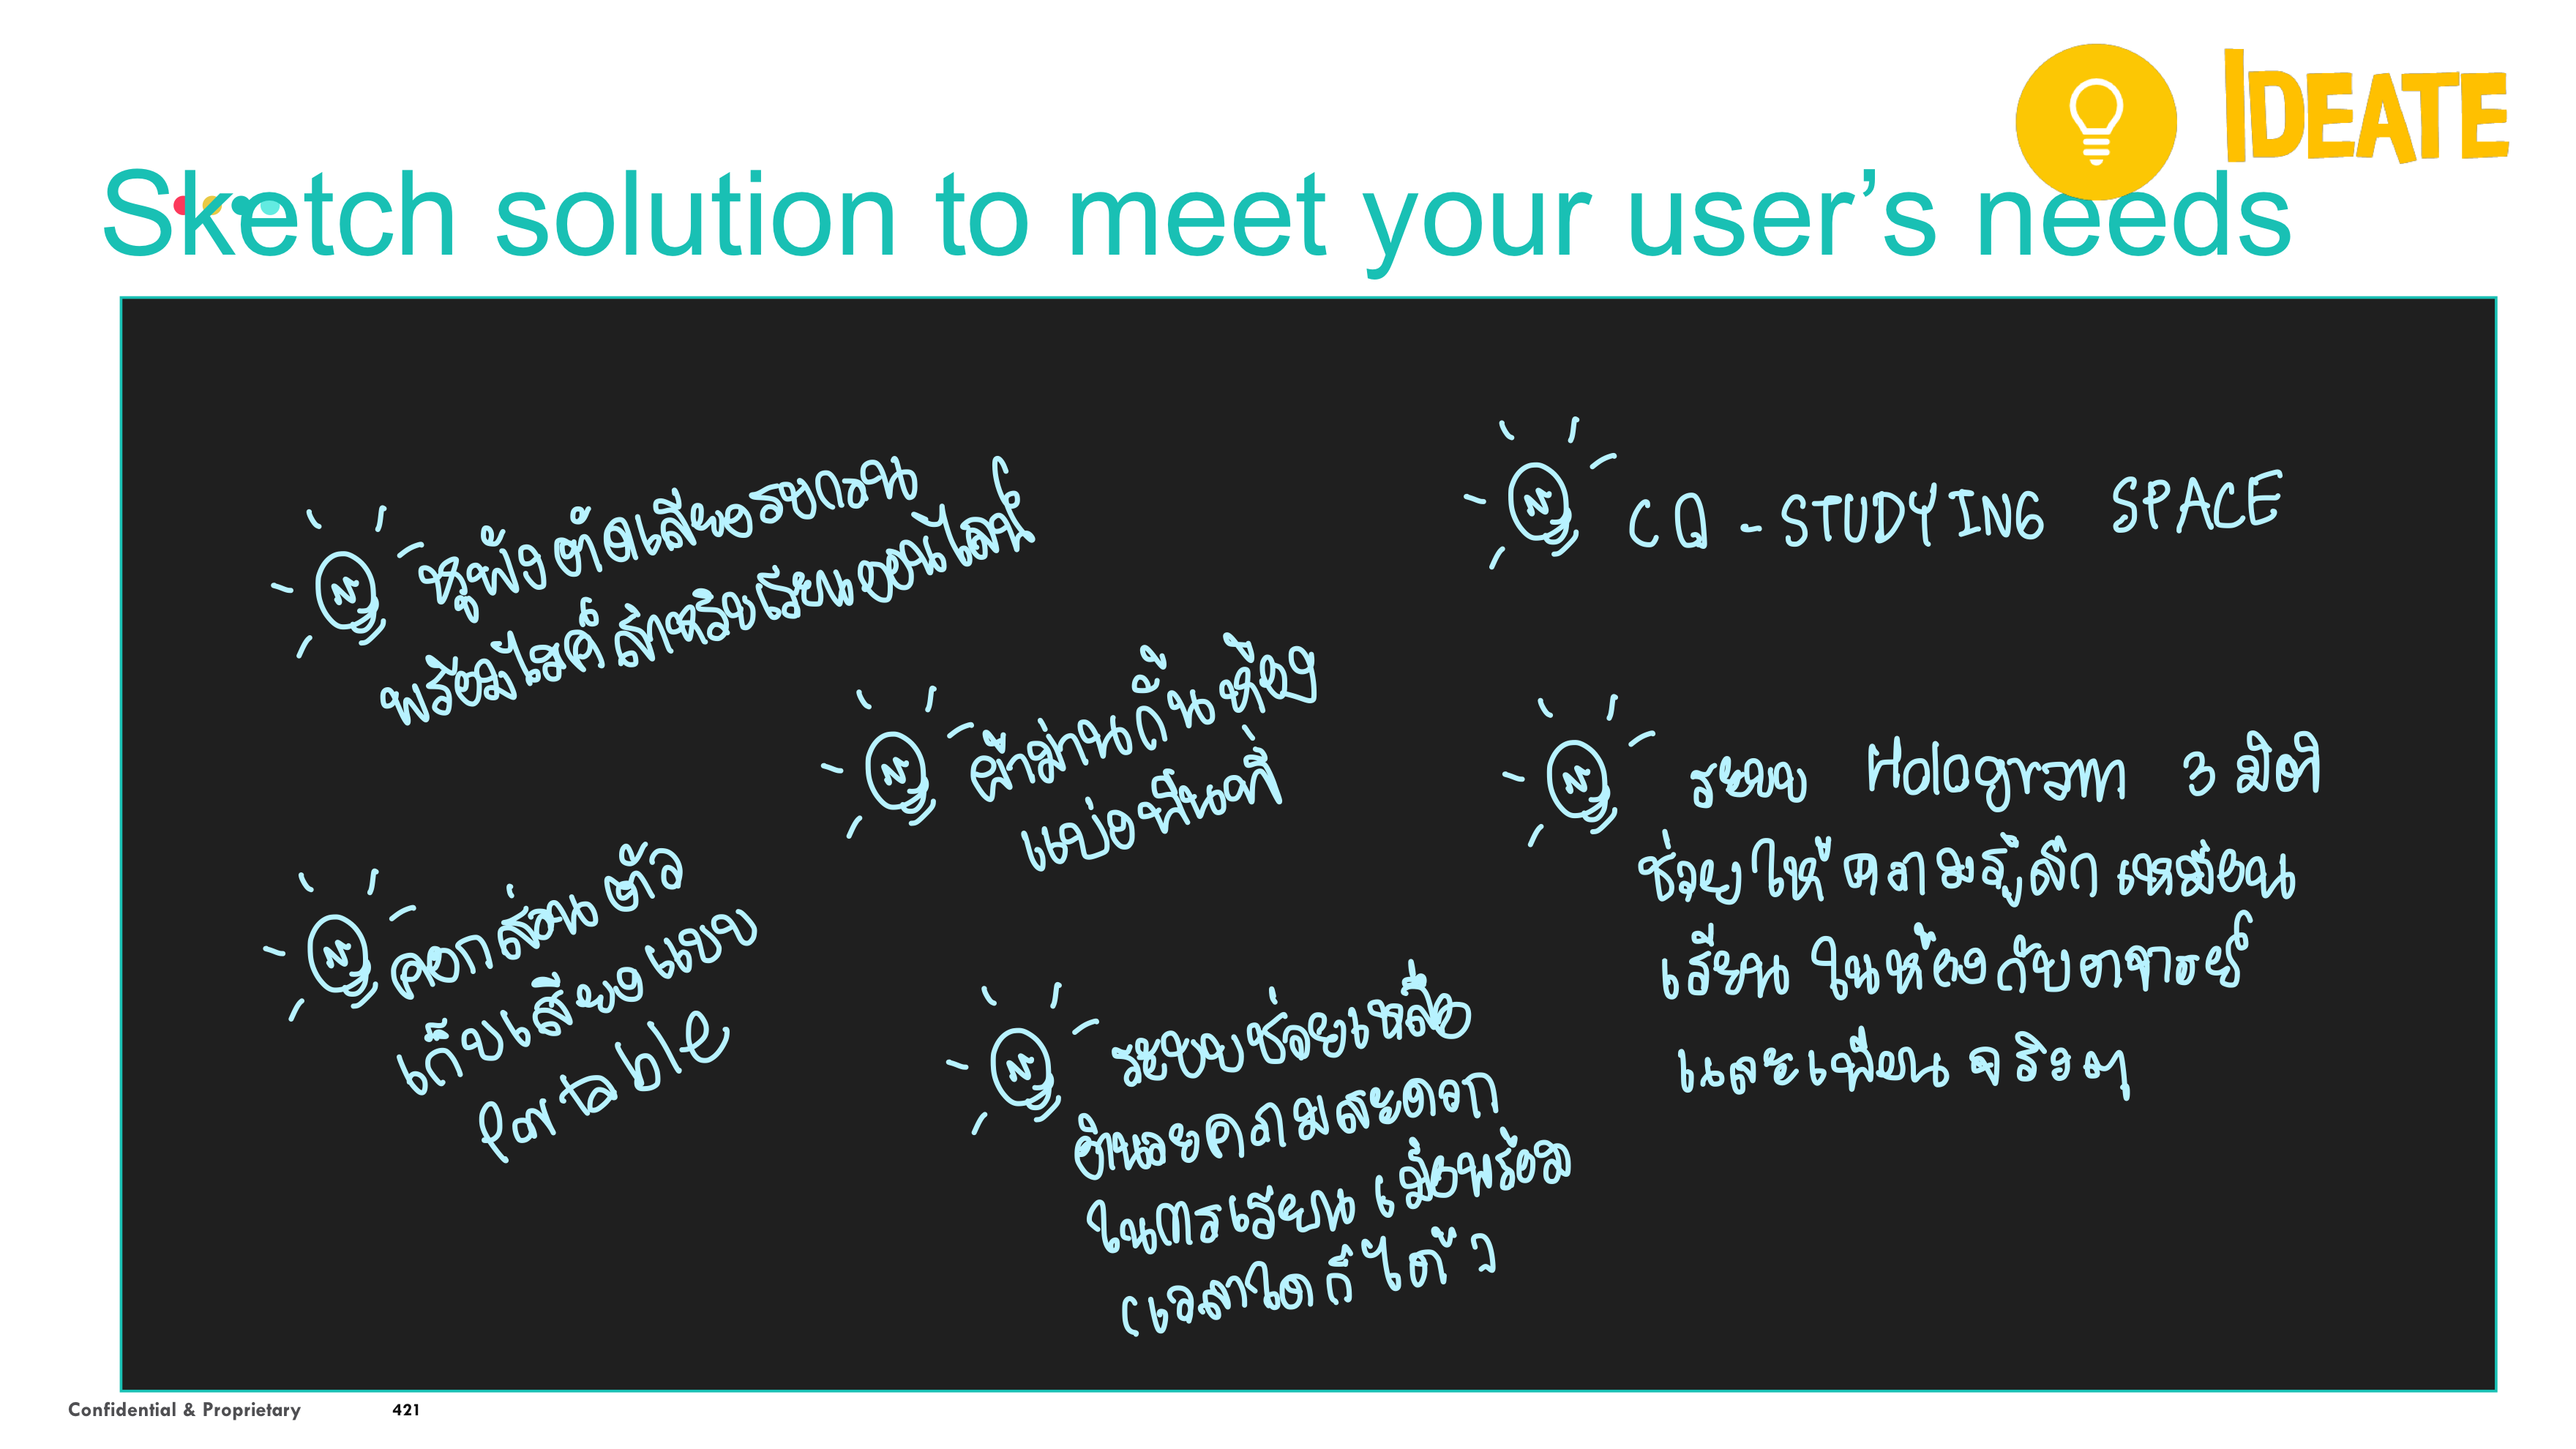 IDEATE
Sketch solution to meet your user's needs
หูฟังตัดเสียงรบกวน
พร้อมไมค์ สำหรับเรียนออนไลน์
CO-STUDYING SPACE
ผ้าม่านกั้นห้อง
แบ่งพื้นที่
ระบบ Hologram 3 มิติ
ช่วยให้ความรู้สึกเหมือน
เรียนในห้องกับอาจารย์
และเพื่อนจริงๆ
คอกส่วนตัว
เก็บเสียงแบบ
Portable
ระบบช่วยเหลือ
อำนวยความสะดวก
ในการเรียน เมื่อพร้อม
(เวลาใดก็ได้)
Confidential & Proprietary
421